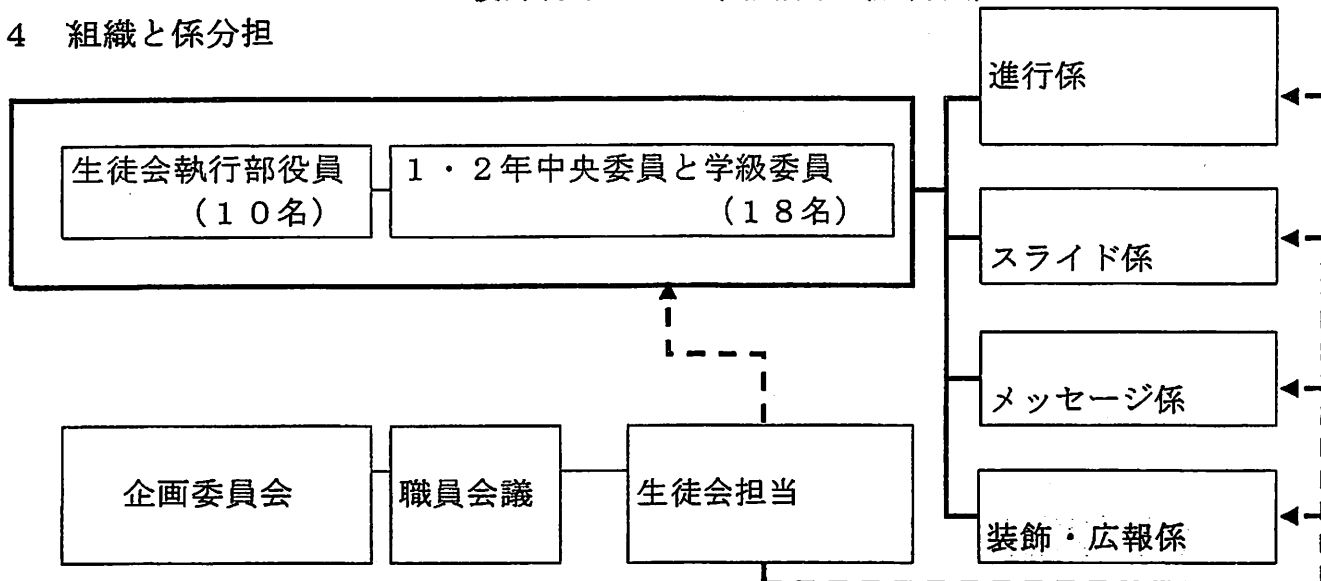 4 組織と係分担
進行係
生徒会執行部役員
(10名)
1・2年中央委員と学級委員
(18名)
スライド係
メッセージ係
企画委員会
職員会議
生徒会担当
装飾・広報係